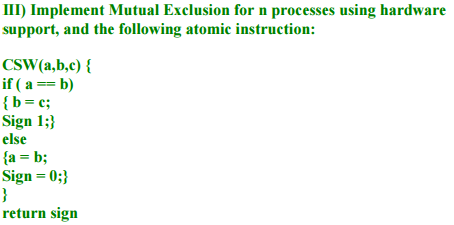 III) Implement Mutual Exclusion for n processes using hardware
support, and the following atomic instruction:
CSW(a,b,c) {
if ( a == b)
{ b = c;
Sign 1;}
else
{a = b;
Sign = 0;}
}
return sign